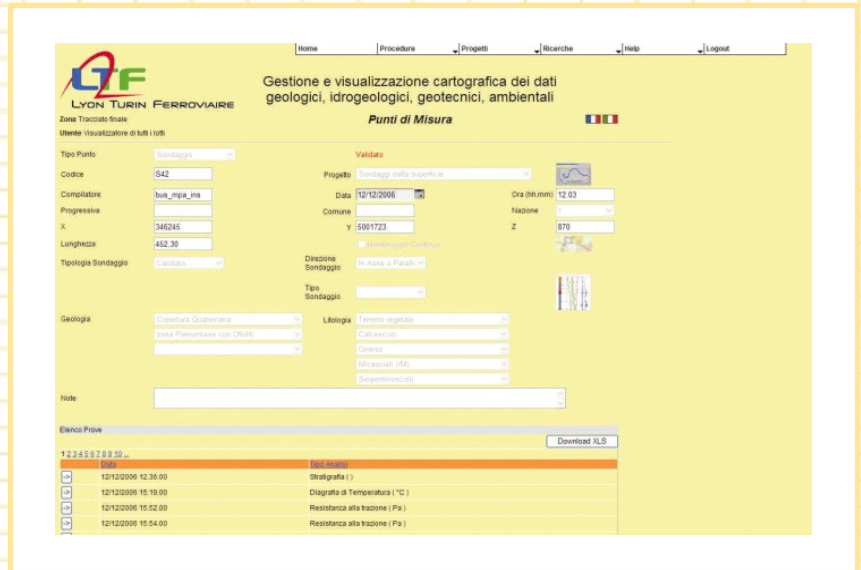 Home Procedure Progetti Ricerche Help Logout
LTF
LYON TURIN FERROVIAIRE
Gestione e visualizzazione cartografica dei dati
geologici, idrogeologici, geotecnici, ambientali
Zona Tracciato finale
Punti di Misura
Utente Visualizzatore di tutti i lotti
Tipo Punto Sondaggio Validato
Codice S42 Progetto Sondaggi dalla superficie
Compilatore bus_mpa_ins Data 12/12/2006 Ora (hh.mm) 12.03
Progressiva Comune Nazione I
X 346245 Y 5001723 Z 870
Lunghezza 452.30 Monitoraggio Continuo
Tipologia Sondaggio Carotato Direzione
Sondaggio In Asse o Parall
Tipo
Sondaggio
Geologia Copertura Quaternaria Litologia Terreno vegetale
zona Piemontese con Ofioliti Calcescisti
Gneiss
Micascisti (M)
Serpentinoscisti
Note
Elenco Prove
Download XLS
1 2 3 4 5 6 7 8 9 10 ...
Data Tipo Analisi
-> 12/12/2006 12.36.00 Stratigrafia ( )
-> 12/12/2006 15.19.00 Diagrafia di Temperatura ( °C )
-> 12/12/2006 15.52.00 Resistanza alla trazione ( Pa )
-> 12/12/2006 15.54.00 Resistanza alla trazione ( Pa )